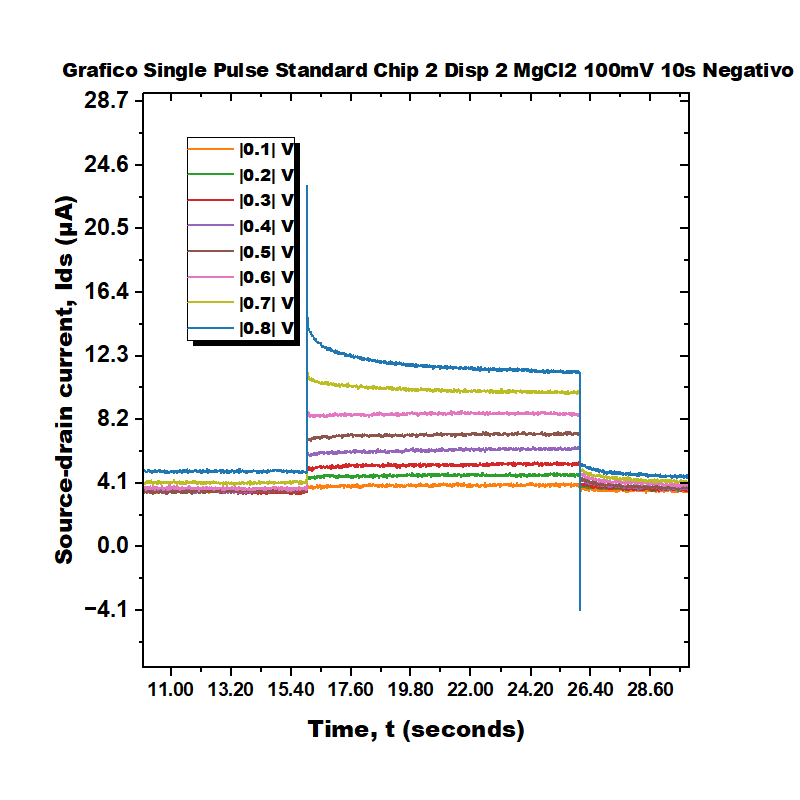 Grafico Single Pulse Standard Chip 2 Disp 2 MgCl2 100mV 10s Negativo
28.7
24.6
20.5
16.4
12.3
8.2
4.1
0.0
−4.1
Source-drain current, Ids (µA)
|0.1| V
|0.2| V
|0.3| V
|0.4| V
|0.5| V
|0.6| V
|0.7| V
|0.8| V
11.00 13.20 15.40 17.60 19.80 22.00 24.20 26.40 28.60
Time, t (seconds)